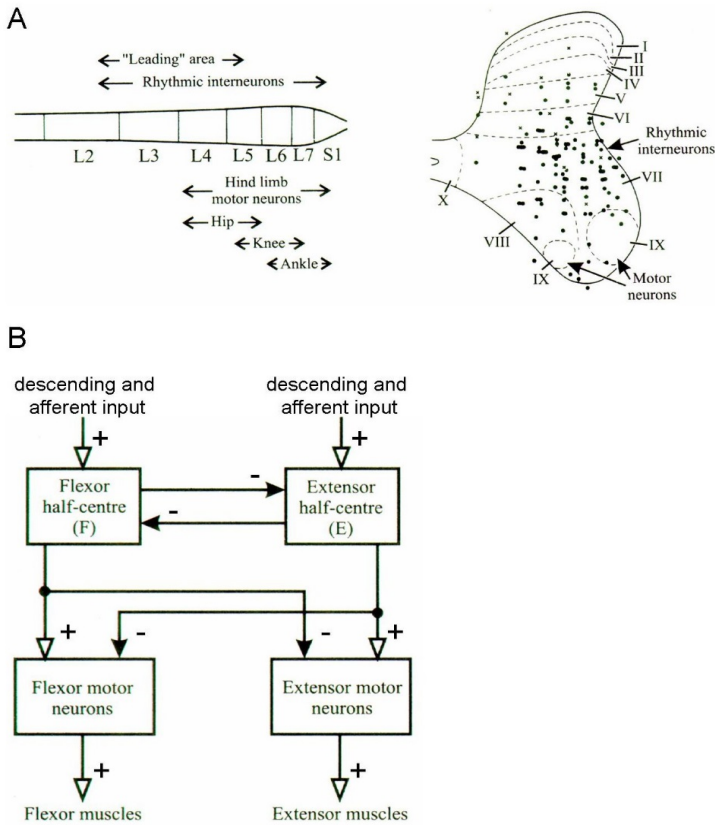 A
"Leading" area
Rhythmic interneurons
L2 L3 L4 L5 L6 L7 S1
Hind limb
motor neurons
Hip
Knee
Ankle
I
II
III
IV
V
VI
Rhythmic
interneurons
VII
X
VIII
IX
IX
Motor
neurons
B
descending and
afferent input
descending and
afferent input
+
+
Flexor
half-centre
(F)
-
-
Extensor
half-centre
(E)
+
-
-
+
Flexor motor
neurons
Extensor motor
neurons
+
+
Flexor muscles
Extensor muscles